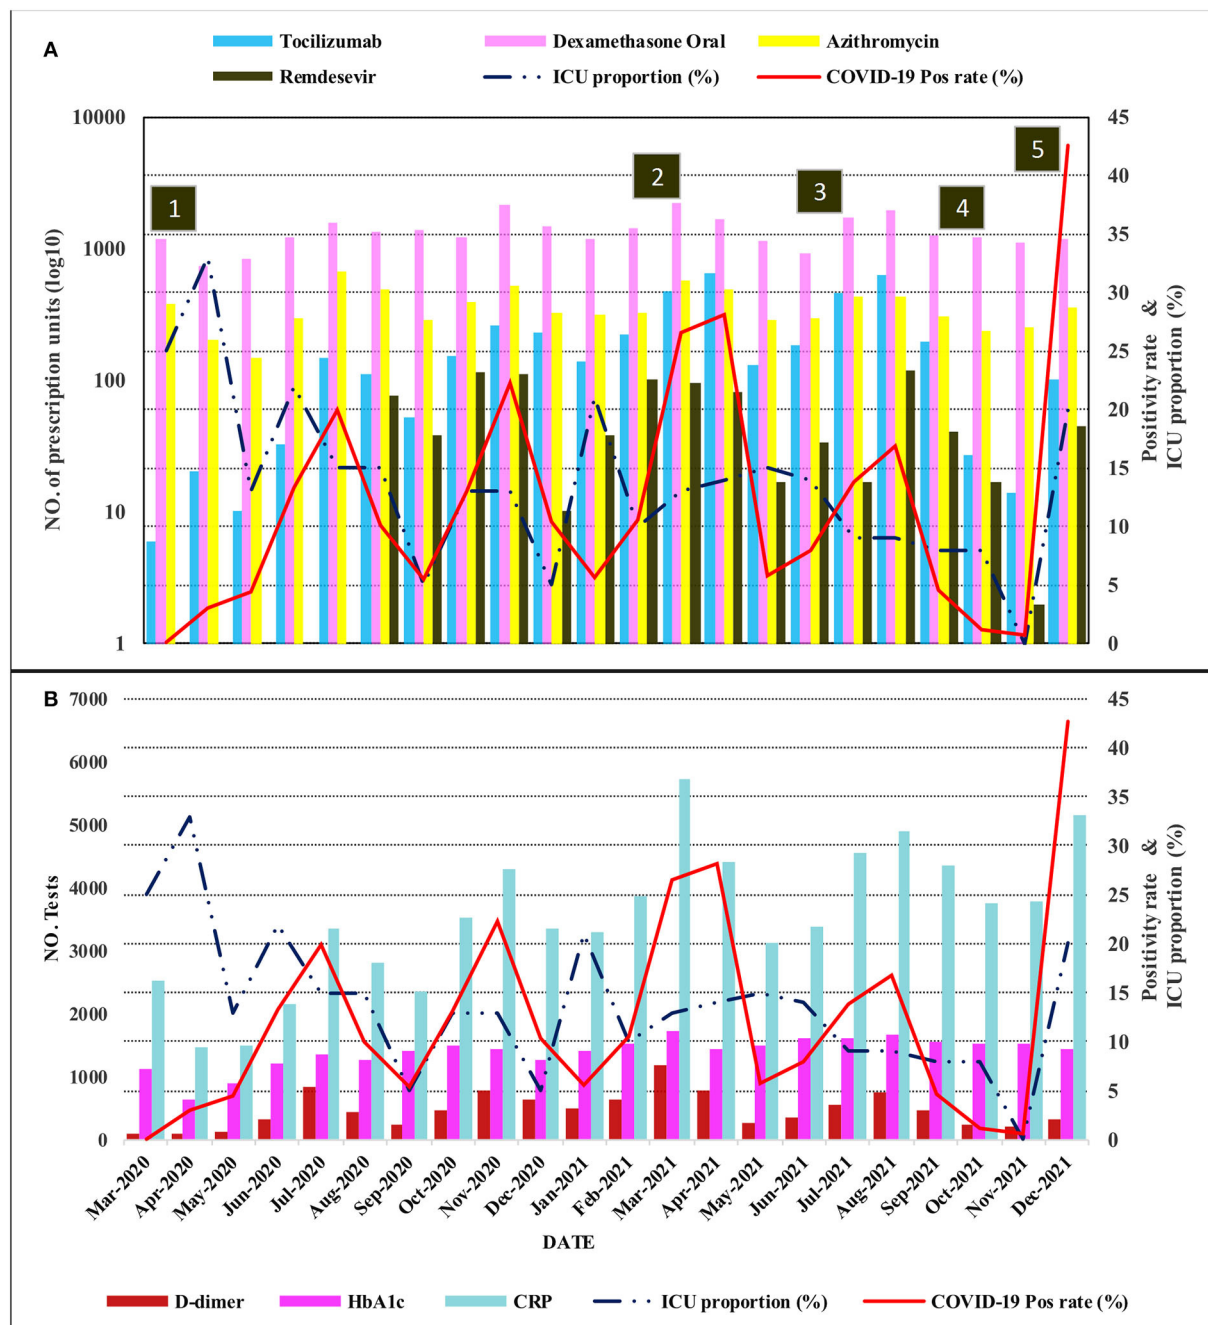 A
Tocilizumab Dexamethasone Oral Azithromycin
Remdesevir ICU proportion (%) COVID-19 Pos rate (%)
NO. of prescription units (log10)
10000
1000
100
10
1
1
2
3
4
5
45
40
35
30
25
20
15
10
5
0
Positivity rate &
ICU proportion (%)
B
NO. Tests
7000
6000
5000
4000
3000
2000
1000
0
45
40
35
30
25
20
15
10
5
0
Positivity rate &
ICU proportion (%)
Mar-2020
Apr-2020
May-2020
Jun-2020
Jul-2020
Aug-2020
Sep-2020
Oct-2020
Nov-2020
Dec-2020
Jan-2021
Feb-2021
Mar-2021
Apr-2021
May-2021
Jun-2021
Jul-2021
Aug-2021
Sep-2021
Oct-2021
Nov-2021
Dec-2021
DATE
D-dimer HbA1c CRP ICU proportion (%) COVID-19 Pos rate (%)